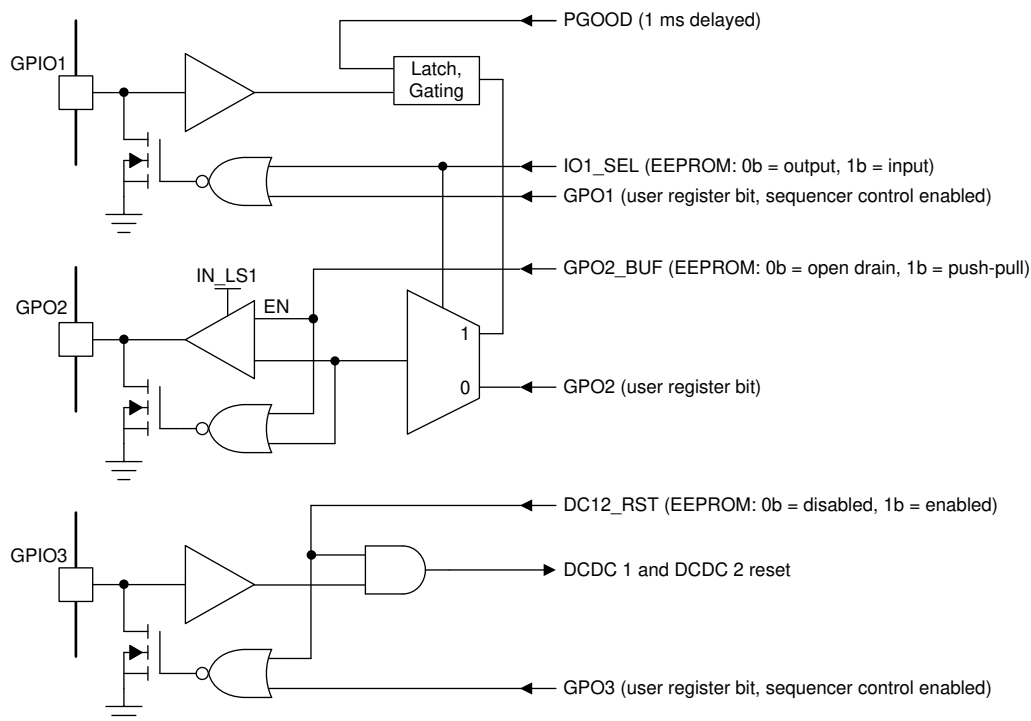 PGOOD (1 ms delayed)
GPIO1
Latch,
Gating
IO1_SEL (EEPROM: 0b = output, 1b = input)
GPO1 (user register bit, sequencer control enabled)
GPO2_BUF (EEPROM: 0b = open drain, 1b = push-pull)
IN_LS1
EN
GPO2
1
0
GPO2 (user register bit)
DC12_RST (EEPROM: 0b = disabled, 1b = enabled)
GPIO3
DCDC 1 and DCDC 2 reset
GPO3 (user register bit, sequencer control enabled)